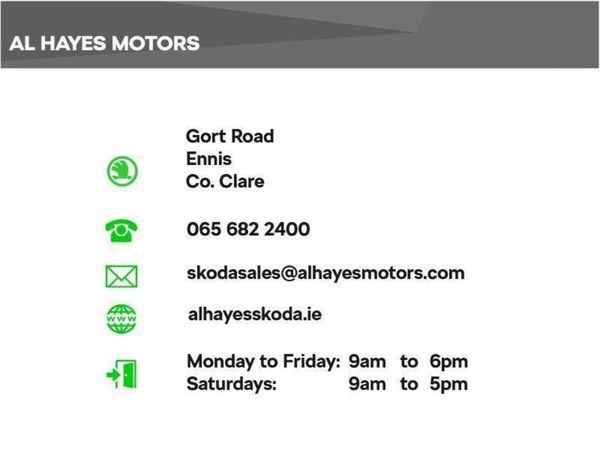 AL HAYES MOTORS
Gort Road
Ennis
Co. Clare
065 682 2400
skodasales@alhayesmotors.com
www
alhayesskoda.ie
Monday to Friday: 9am to 6pm
Saturdays: 9am to 5pm